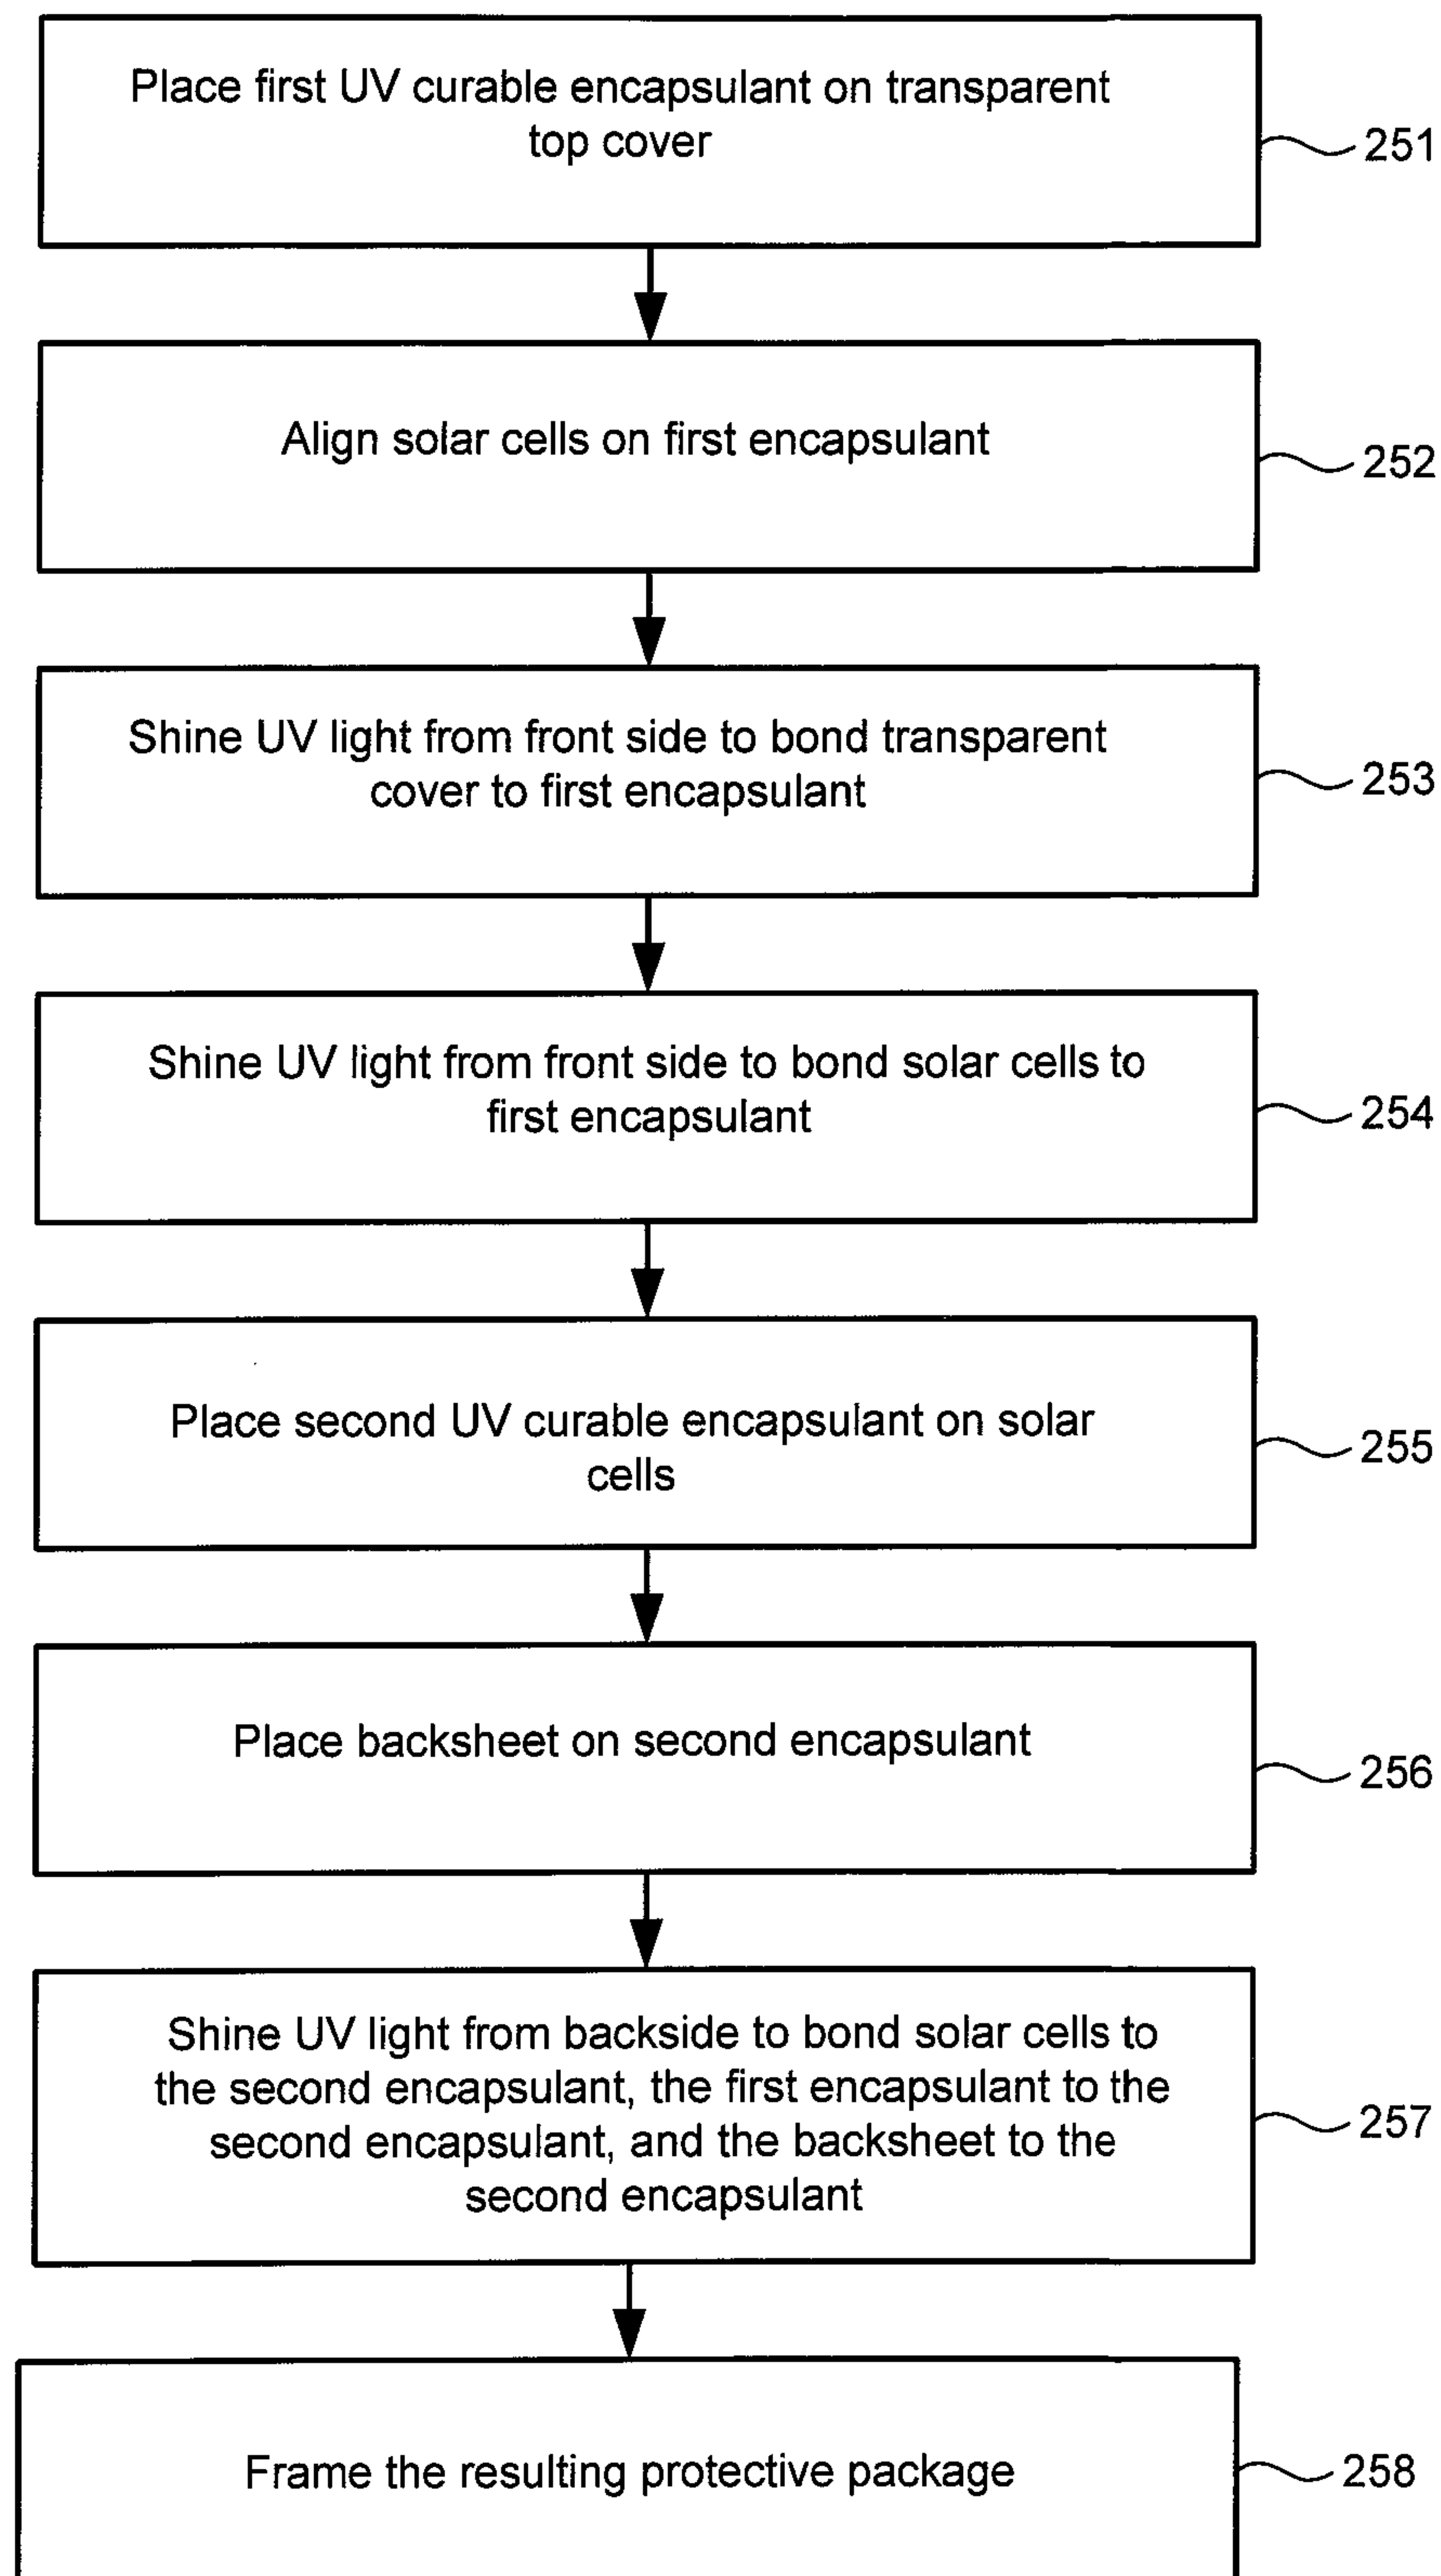 Place first UV curable encapsulant on transparent
top cover
251
Align solar cells on first encapsulant
252
Shine UV light from front side to bond transparent
cover to first encapsulant
253
Shine UV light from front side to bond solar cells to
first encapsulant
254
Place second UV curable encapsulant on solar
cells
255
Place backsheet on second encapsulant
256
Shine UV light from backside to bond solar cells to
the second encapsulant, the first encapsulant to the
second encapsulant, and the backsheet to the
second encapsulant
257
Frame the resulting protective package
258